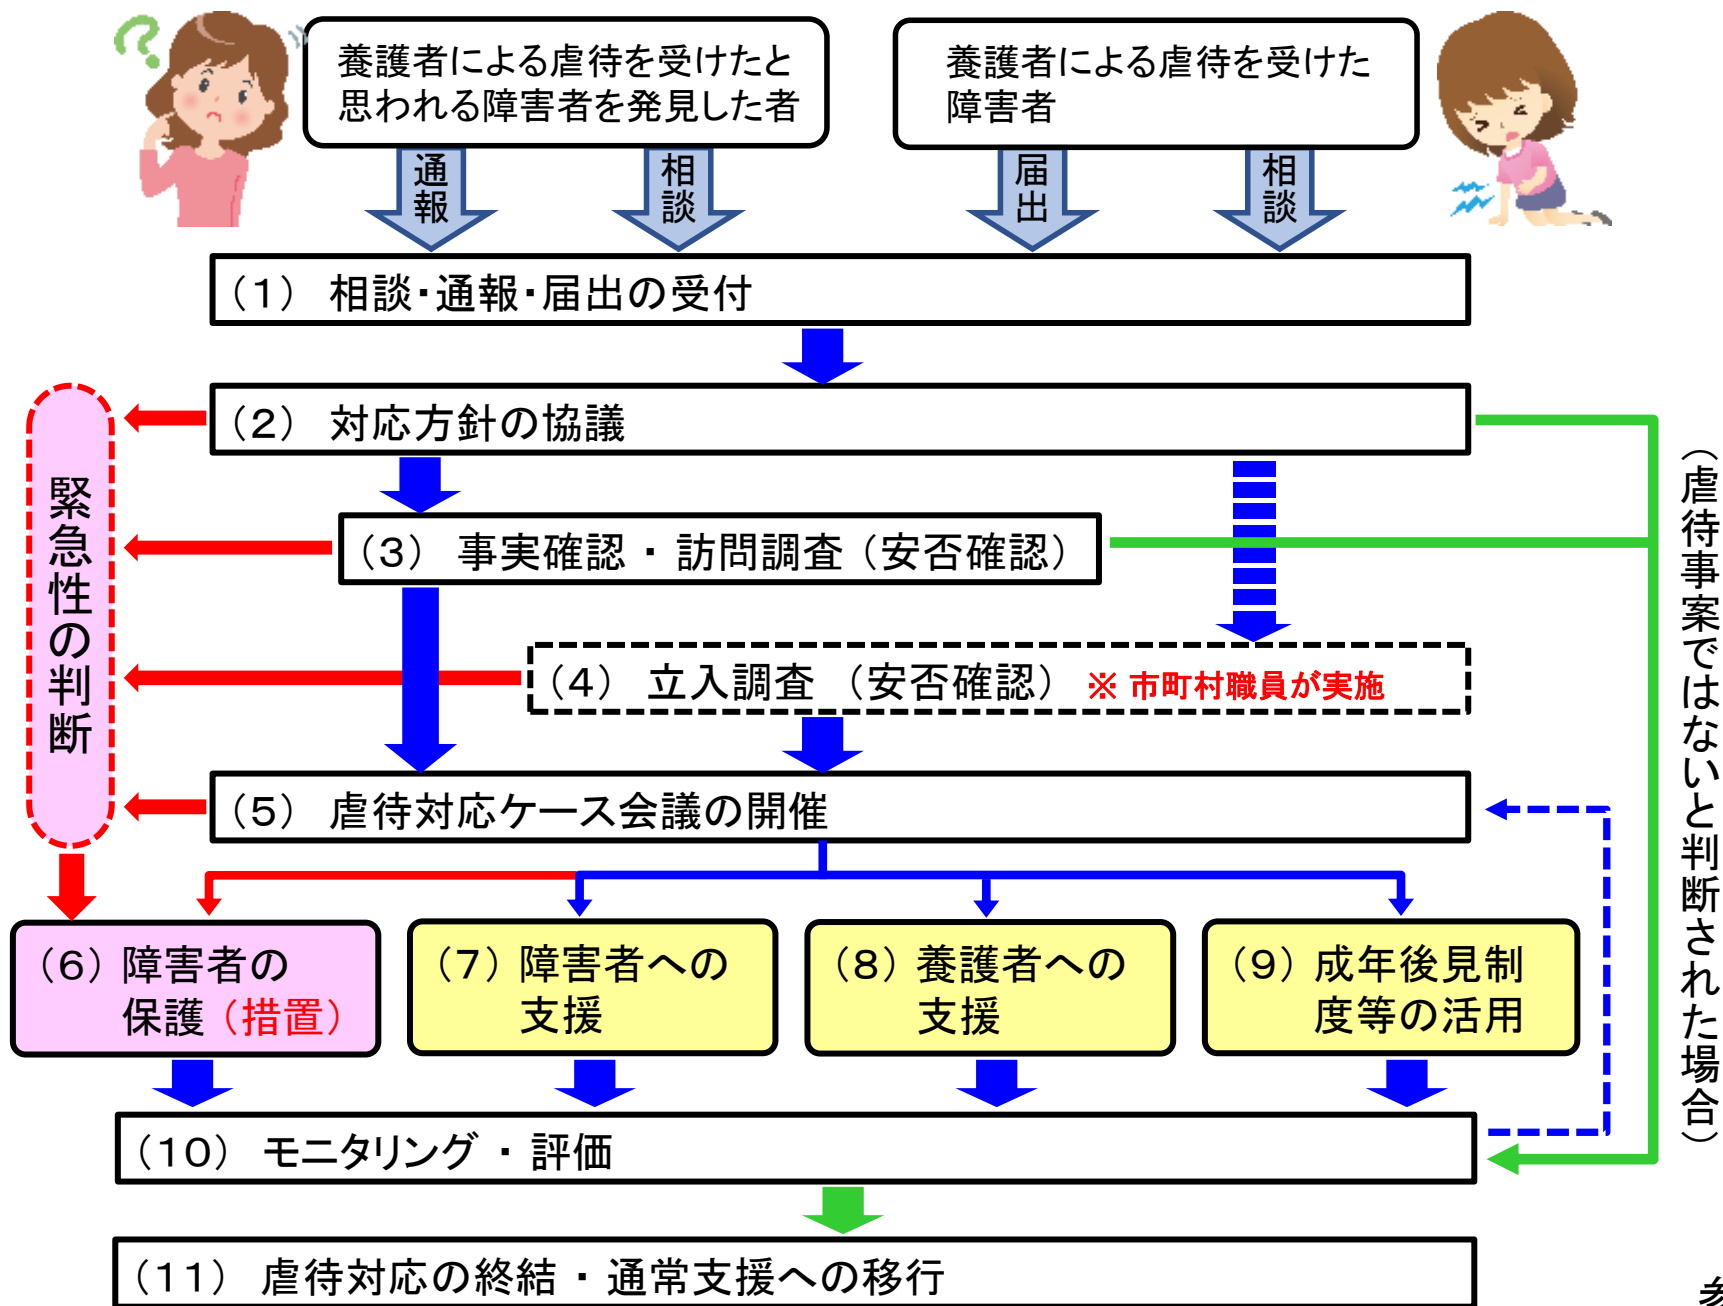 養護者による虐待を受けたと
思われる障害者を発見した者
養護者による虐待を受けた
障害者
通報
相談
届出
相談
（１） 相談・通報・届出の受付
（２） 対応方針の協議
（３） 事実確認 ・ 訪問調査（安否確認）
（４） 立入調査 （安否確認） ※ 市町村職員が実施
緊急性の判断
（虐待事案ではないと判断された場合）
（５） 虐待対応ケース会議の開催
（６）障害者の
保護（措置）
（７）障害者への
支援
（８）養護者への
支援
（９）成年後見制
度等の活用
（１０） モニタリング ・ 評価
（１１） 虐待対応の終結 ・ 通常支援への移行